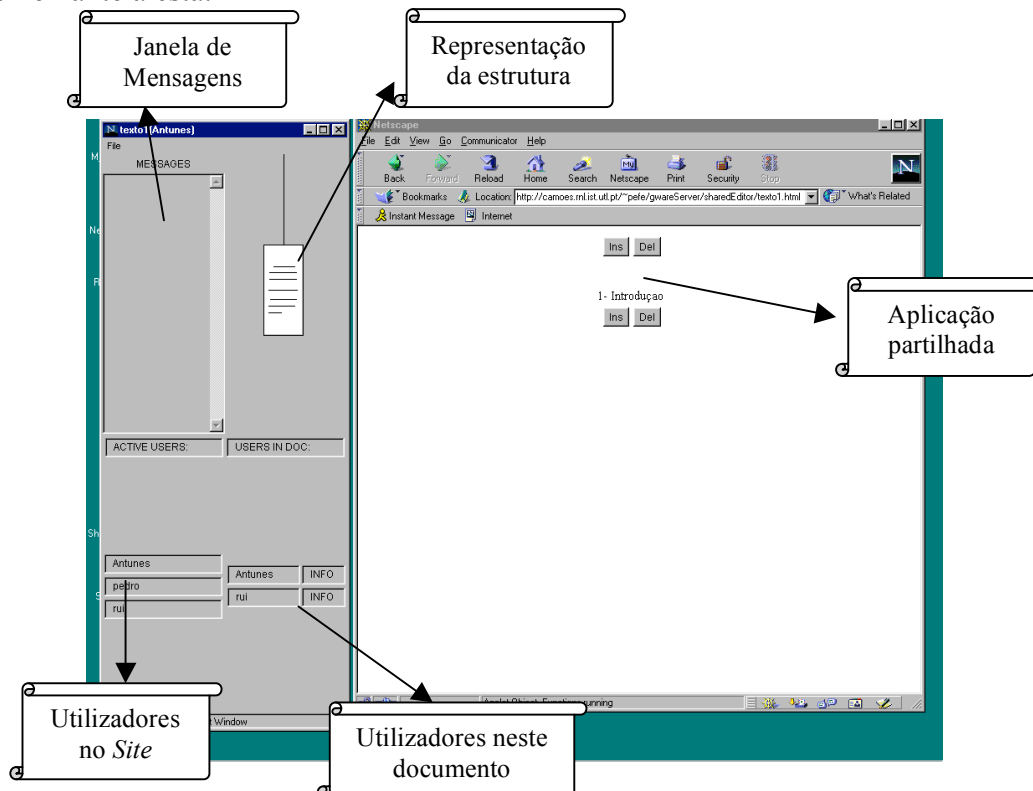 Janela de
Mensagens
Representação
da estrutura
texto1(Antunes)
File
MESSAGES
Netscape
File Edit View Go Communicator Help
Back Forward Reload Home Search Netscape Print Security Stop
Bookmarks Location: http://camoes.rnl.ist.utl.pt/~pefe/gwareServer/sharedEditor/texto1.html What's Related
Instant Message Internet
Ins Del
1- Introduçao
Ins Del
Aplicação
partilhada
ACTIVE USERS: USERS IN DOC:
Antunes
pedro
rui
Antunes INFO
rui INFO
Utilizadores
no Site
Window
Utilizadores neste
documento
running